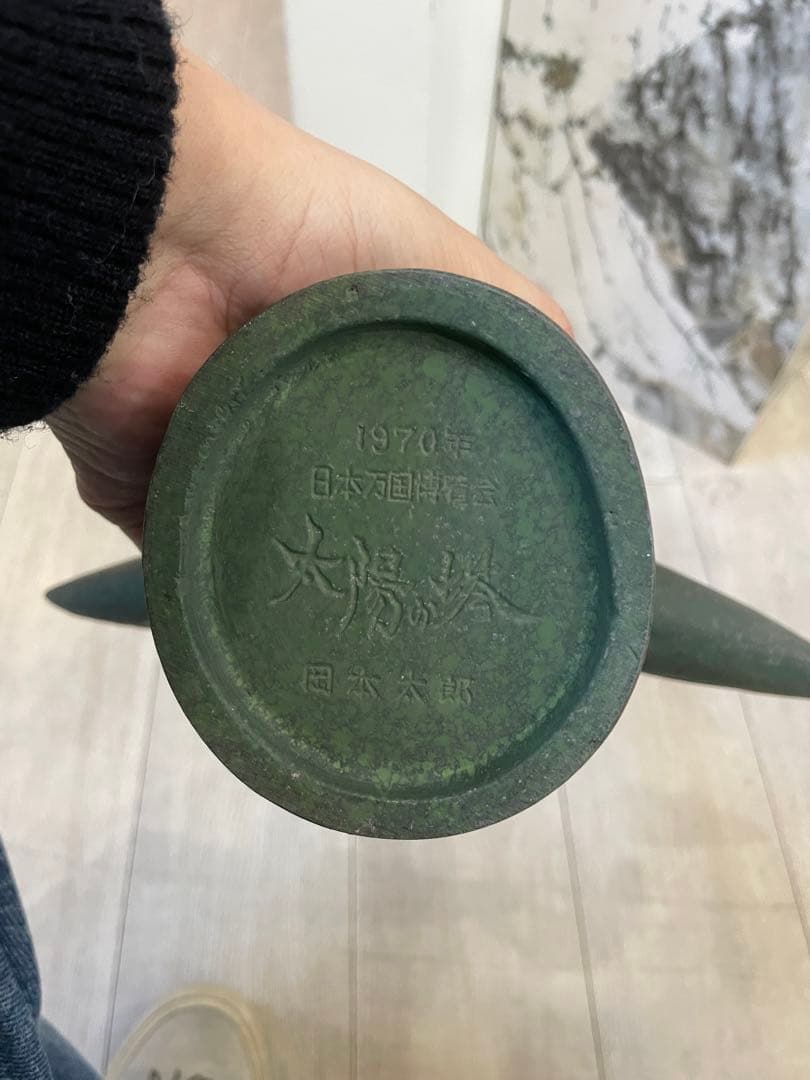 1970年
日本万国博覧会
太陽の塔
岡本太郎